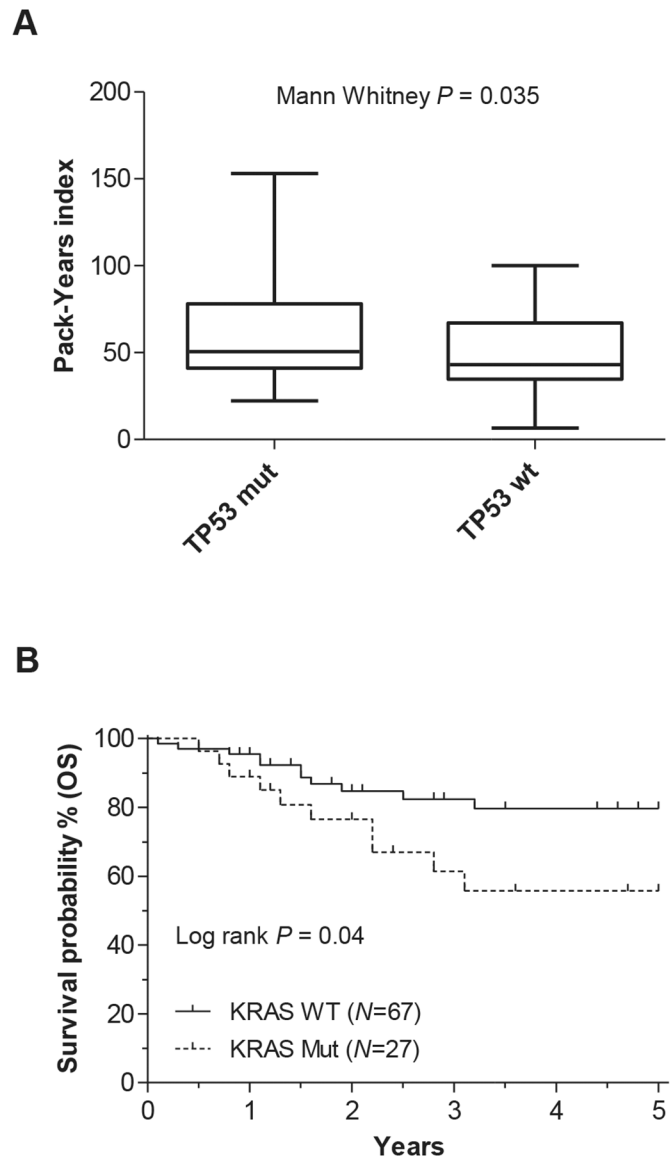 A
Mann Whitney P = 0.035
Pack-Years index
200
150
100
50
0
TP53 mut
TP53 wt
B
Survival probability % (OS)
100
80
60
40
20
0
Log rank P = 0.04
KRAS WT (N=67)
KRAS Mut (N=27)
0 1 2 3 4 5
Years